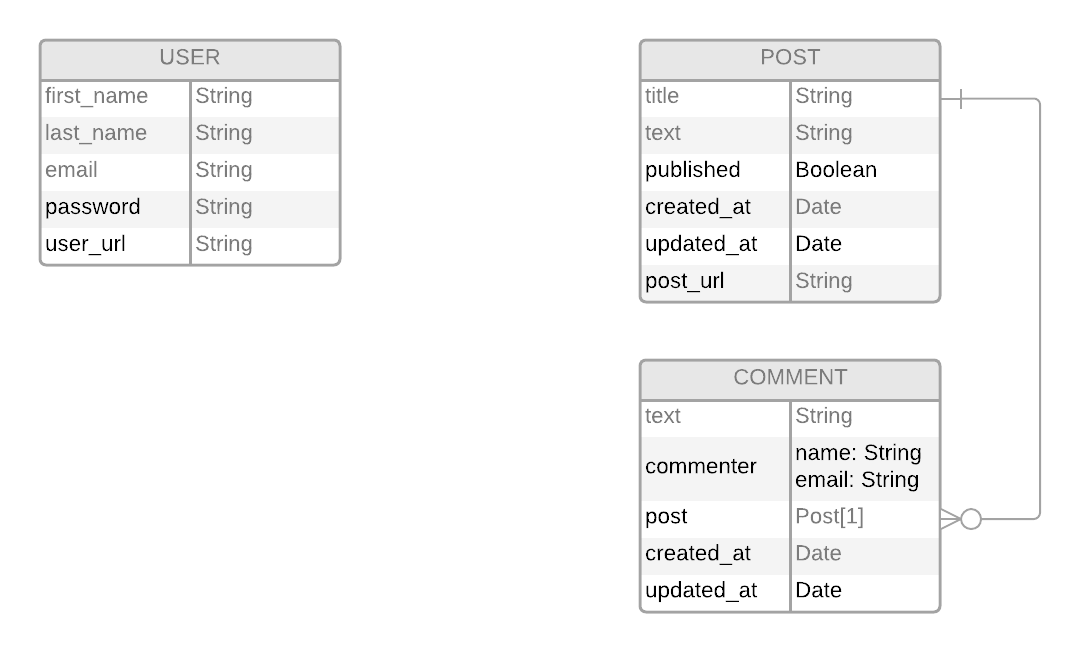 USER
first_name String
last_name String
email String
password String
user_url String
POST
title String
text String
published Boolean
created_at Date
updated_at Date
post_url String
COMMENT
text String
commenter name: String
email: String
post Post[1]
created_at Date
updated_at Date